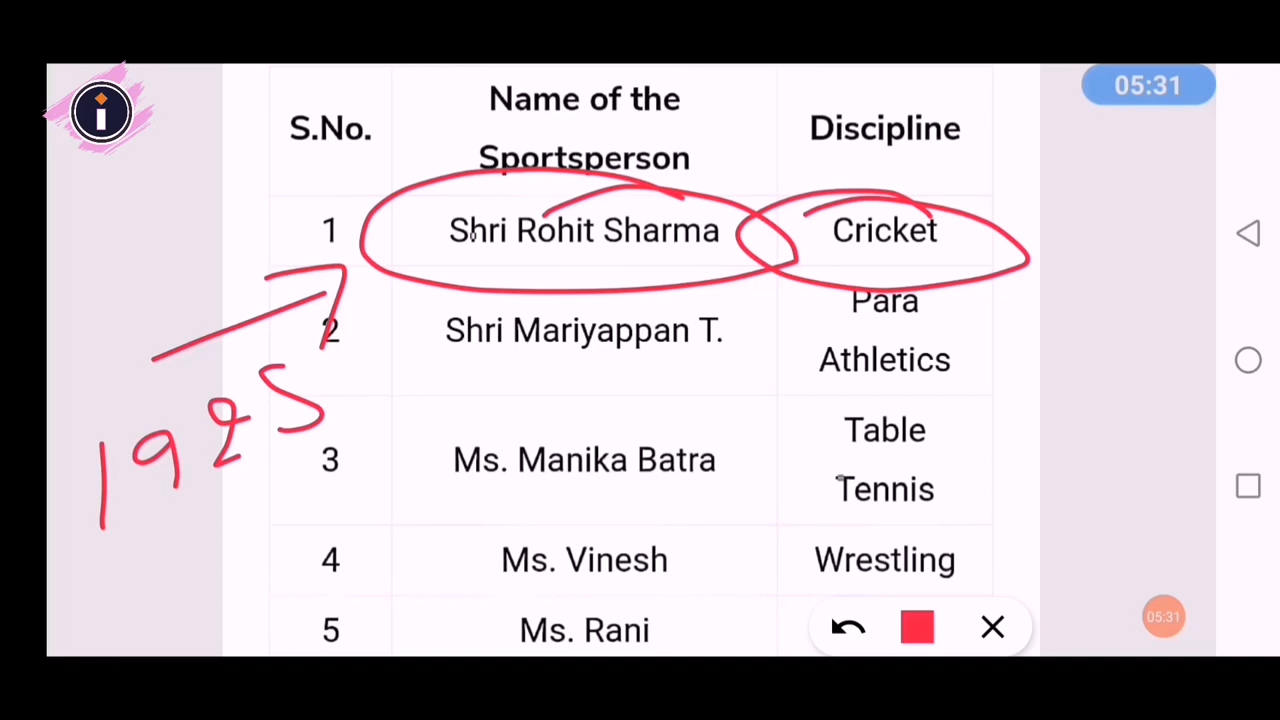 05:31
S.No. Name of the Discipline
Sportsperson
1 Shri Rohit Sharma Cricket
2 Shri Mariyappan T. Para
Athletics
3 Ms. Manika Batra Table
Tennis
4 Ms. Vinesh Wrestling
5 Ms. Rani
1925
05:31
i